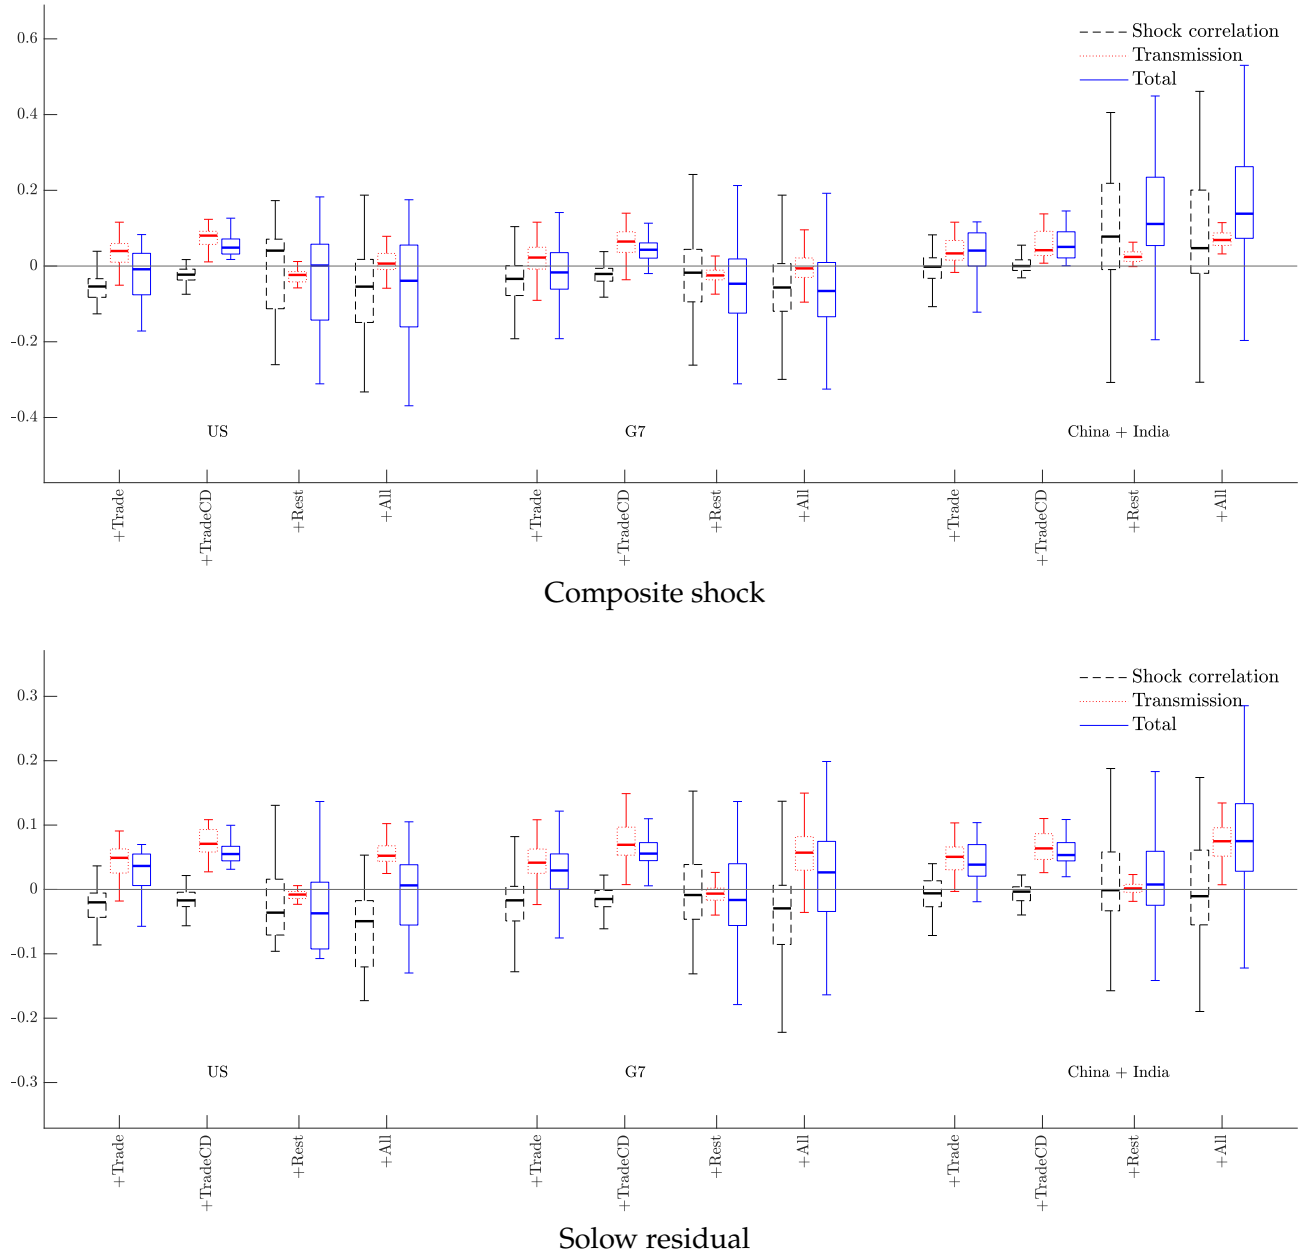 Shock correlation
Transmission
Total
0.6
0.4
0.2
0
-0.2
-0.4
US
G7
China + India
+Trade
+TradeCD
+Rest
+All
+Trade
+TradeCD
+Rest
+All
+Trade
+TradeCD
+Rest
+All
Composite shock
Shock correlation
Transmission
Total
0.3
0.2
0.1
0
-0.1
-0.2
-0.3
US
G7
China + India
+Trade
+TradeCD
+Rest
+All
+Trade
+TradeCD
+Rest
+All
+Trade
+TradeCD
+Rest
+All
Solow residual